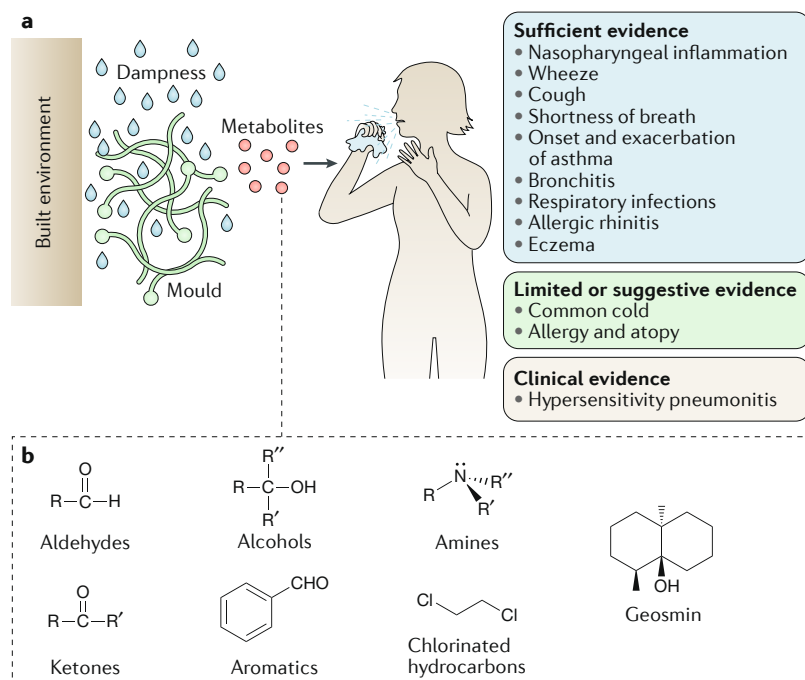 a
Built environment
Dampness
Mould
Metabolites
Sufficient evidence
• Nasopharyngeal inflammation
• Wheeze
• Cough
• Shortness of breath
• Onset and exacerbation
of asthma
• Bronchitis
• Respiratory infections
• Allergic rhinitis
• Eczema
Limited or suggestive evidence
• Common cold
• Allergy and atopy
Clinical evidence
• Hypersensitivity pneumonitis
b
O
R–C–H
Aldehydes
R″
R–C–OH
R′
Alcohols
N̈
R R″
R′
Amines
OH
Geosmin
O
R–C–R′
Ketones
CHO
Aromatics
Cl
Cl
Chlorinated
hydrocarbons